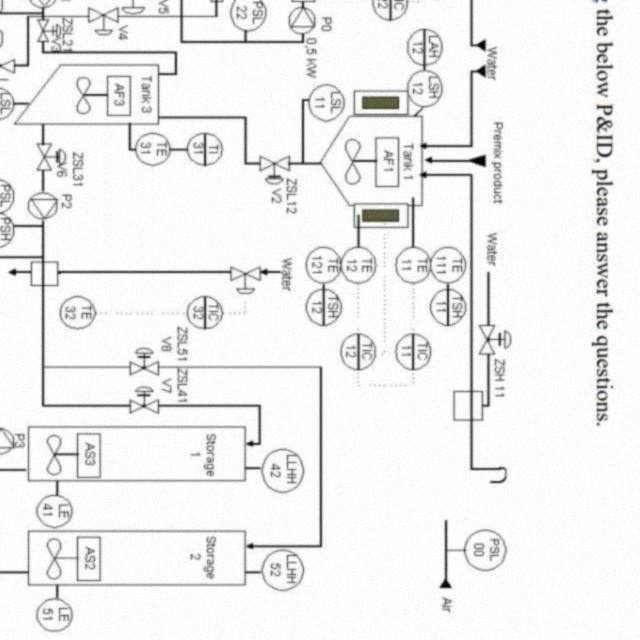 g the below P&ID, please answer the questions.
Water
Premix product
Water
ZSH 11
PSL
00
Air
LAH
12
LSH
12
TE
111
TSH
11
Tank 1
AF1
TE
11
TIC
11
TE
12
TIC
12
TE
121
TSH
12
LSL
11
0,5 kW
P0
PSL
22
ZSL12
V2
Water
LLHH
42
LLHH
52
TI
31
TIC
32
Storage
1
Storage
2
V5
Tank 3
TE
31
ZSL51
V8
ZSL41
V7
V4
AF3
AS3
AS2
TE
32
ZSL31
V6
P2
LE
41
LE
51
ZSL21
LSL
PSL
PSH
P3